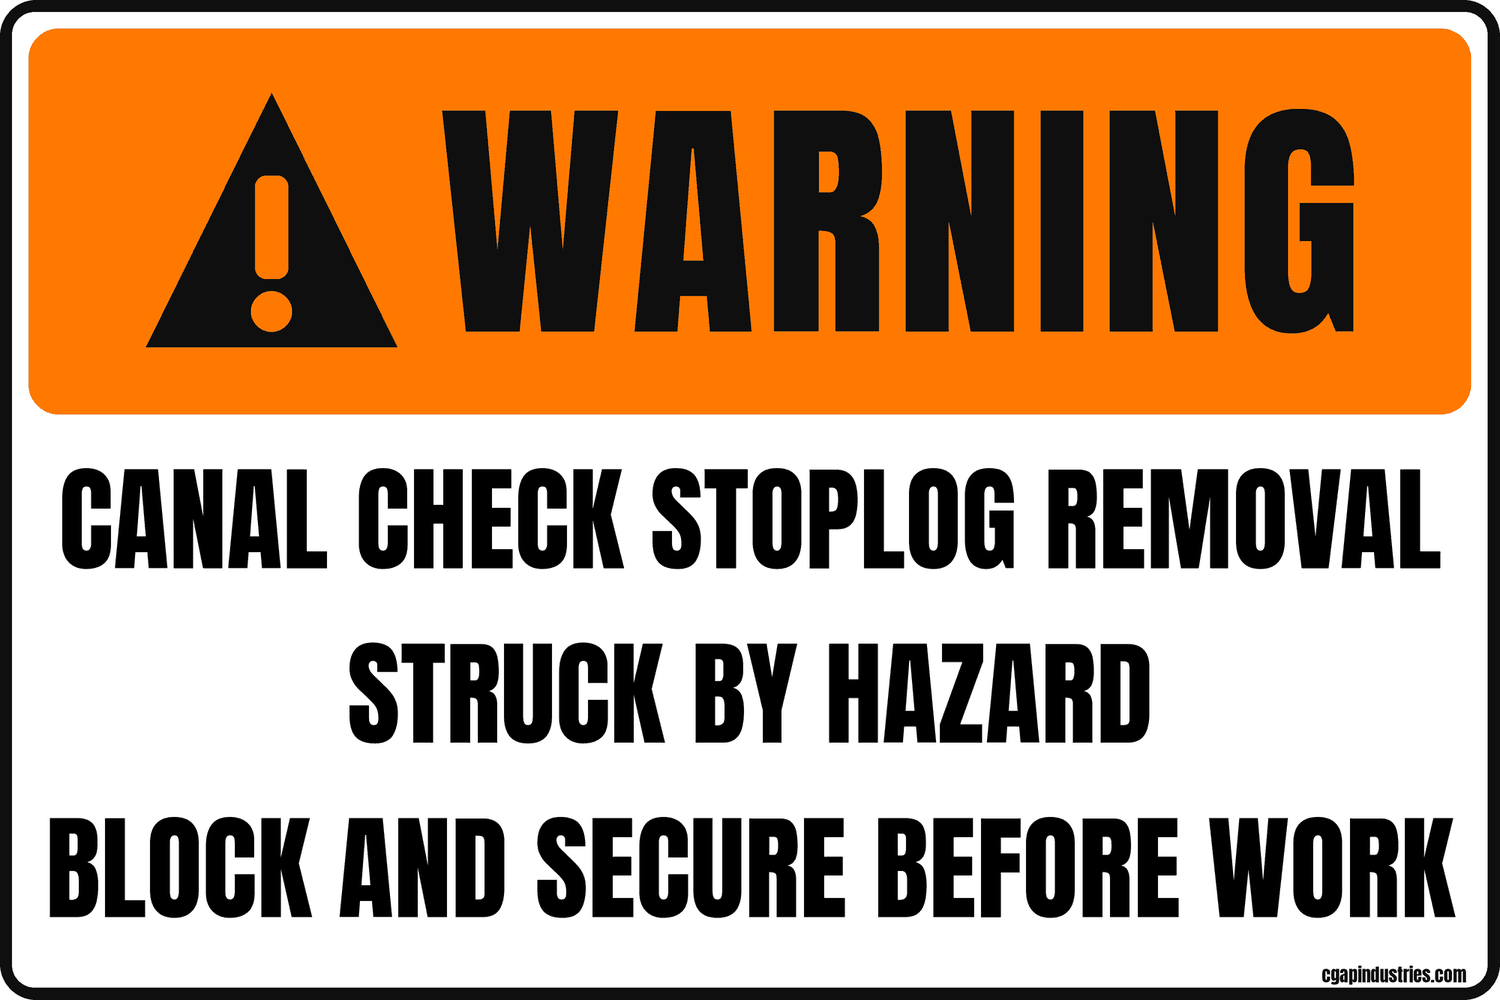 WARNING
CANAL CHECK STOPLOG REMOVAL
STRUCK BY HAZARD
BLOCK AND SECURE BEFORE WORK
cgapindustries.com